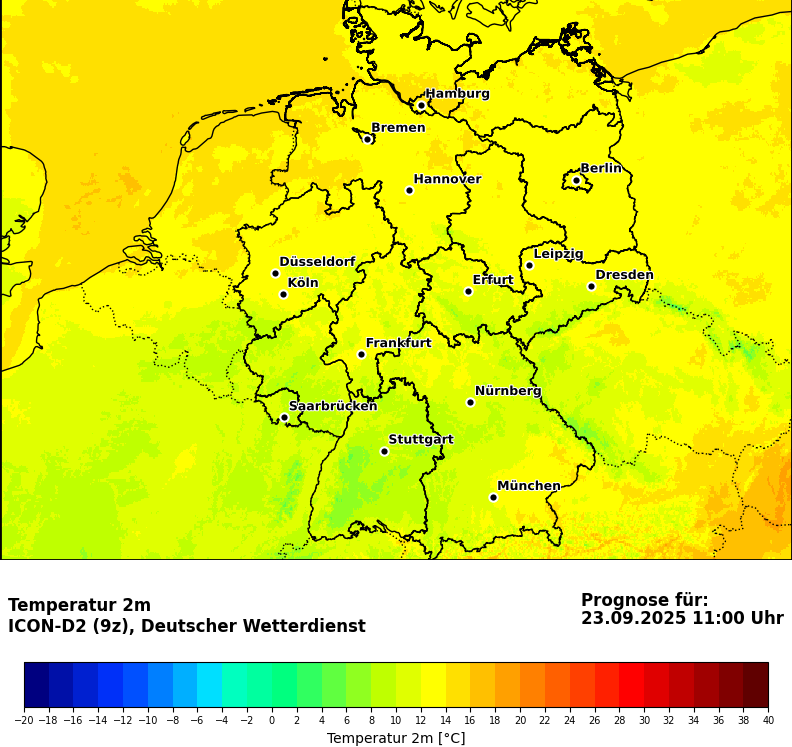 Hamburg
Bremen
Berlin
Hannover
Leipzig
Düsseldorf
Dresden
Köln
Erfurt
Frankfurt
Nürnberg
Saarbrücken
Stuttgart
München
Temperatur 2m
ICON-D2 (9z), Deutscher Wetterdienst
Prognose für:
23.09.2025 11:00 Uhr
−20 −18 −16 −14 −12 −10 −8 −6 −4 −2 0 2 4 6 8 10 12 14 16 18 20 22 24 26 28 30 32 34 36 38 40
Temperatur 2m [°C]